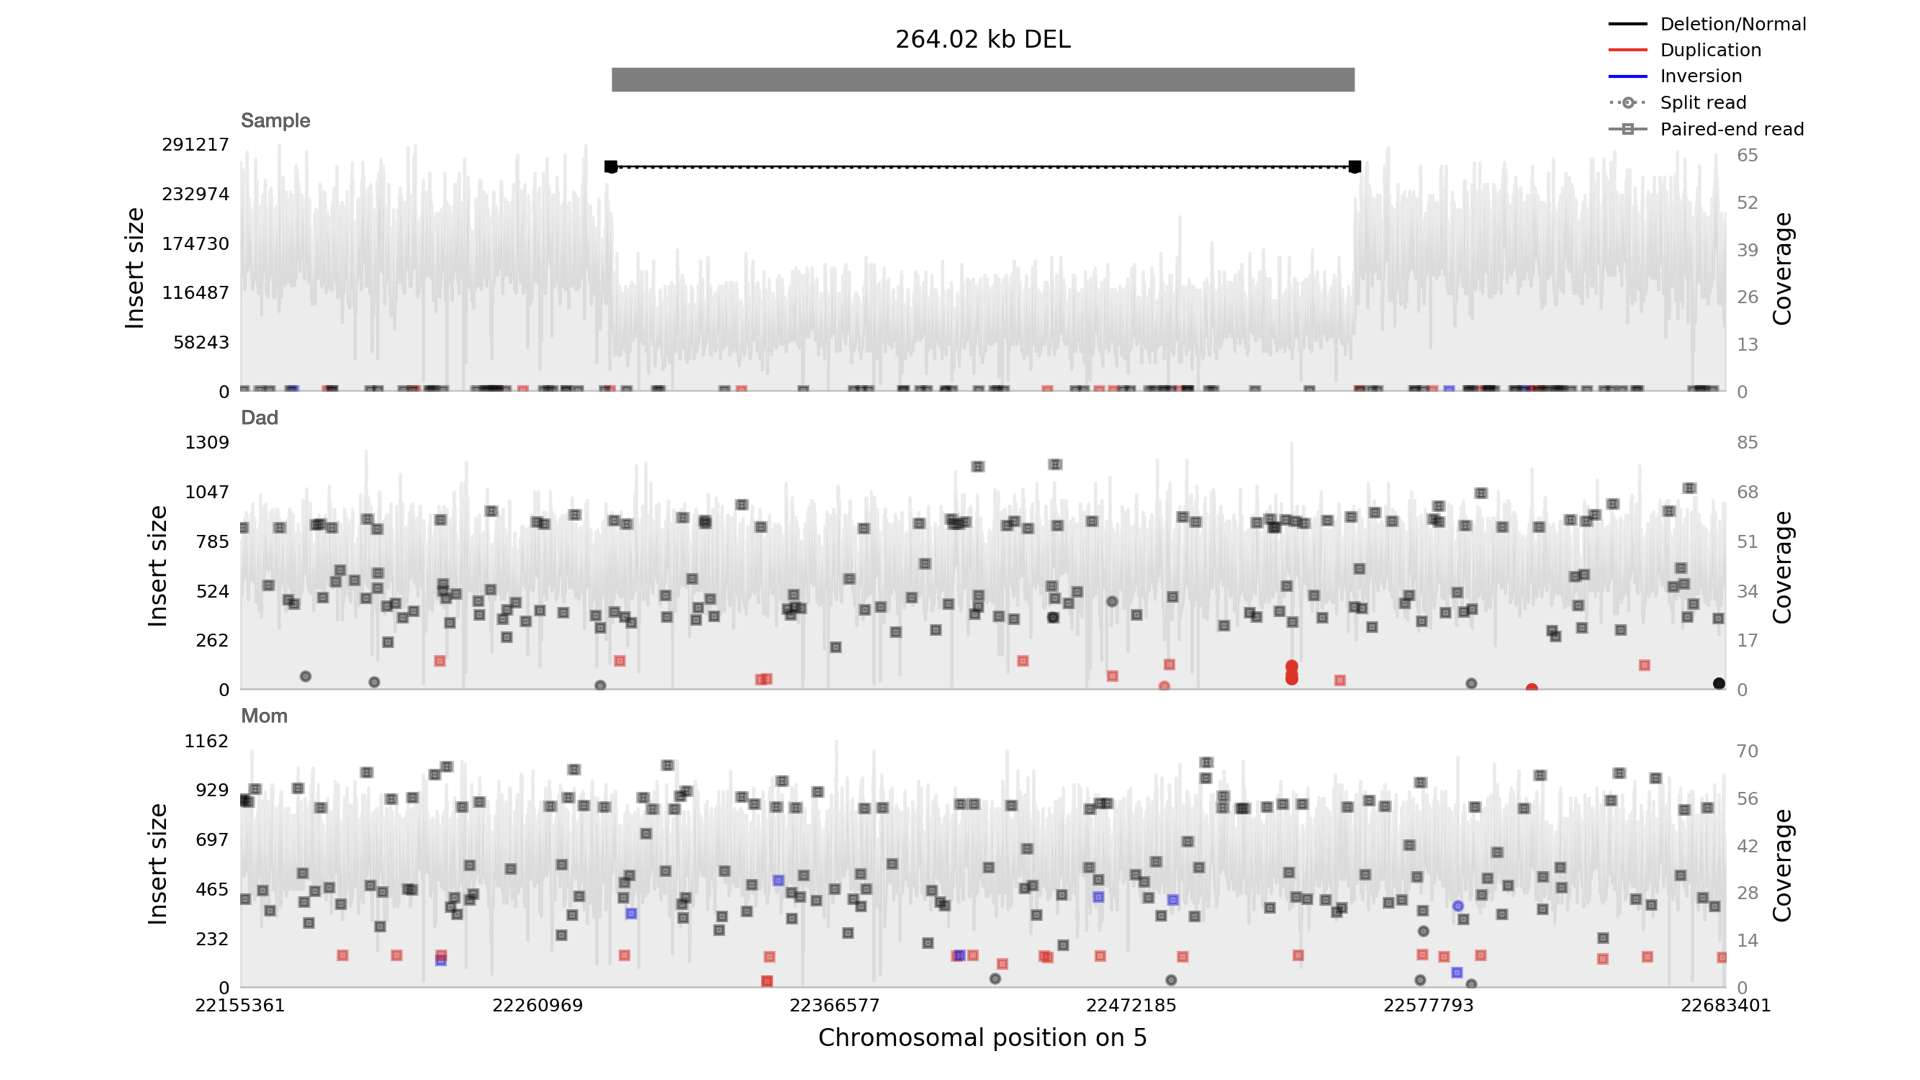 264.02 kb DEL
Deletion/Normal
Duplication
Inversion
Split read
Paired-end read
Sample
291217
232974
174730
116487
58243
0
Insert size
65
52
39
26
13
0
Coverage
Dad
1309
1047
785
524
262
0
Insert size
85
68
51
34
17
0
Coverage
Mom
1162
929
697
465
232
0
Insert size
70
56
42
28
14
0
Coverage
22155361 22260969 22366577 22472185 22577793 22683401
Chromosomal position on 5